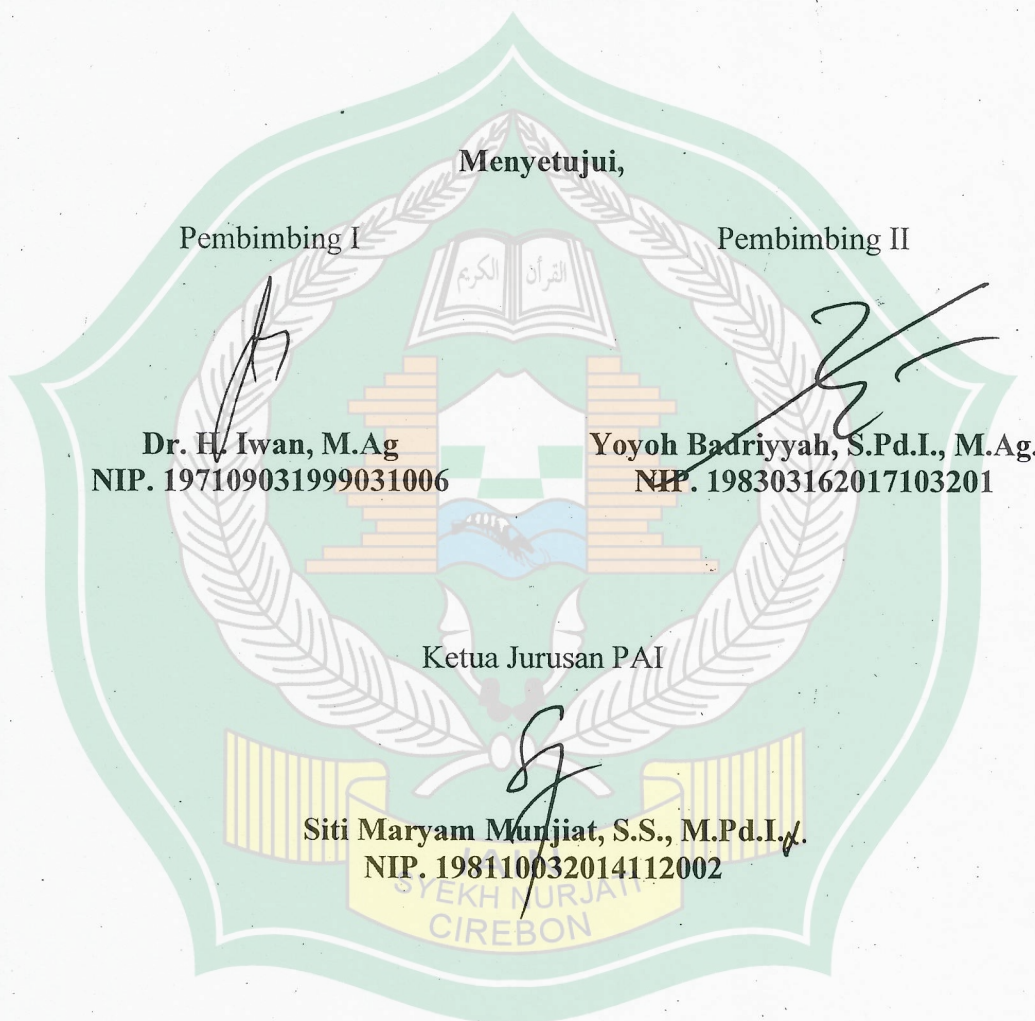 Menyetujui,
Pembimbing I
Pembimbing II
القرآن الكريم
Dr. H. Iwan, M.Ag
NIP. 197109031999031006
Yoyoh Badriyyah, S.Pd.I., M.Ag.
NIP. 198303162017103201
Ketua Jurusan PAI
Siti Maryam Munjiat, S.S., M.Pd.I.
NIP. 198110032014112002
IAIN
SYEKH NURJATI
CIREBON